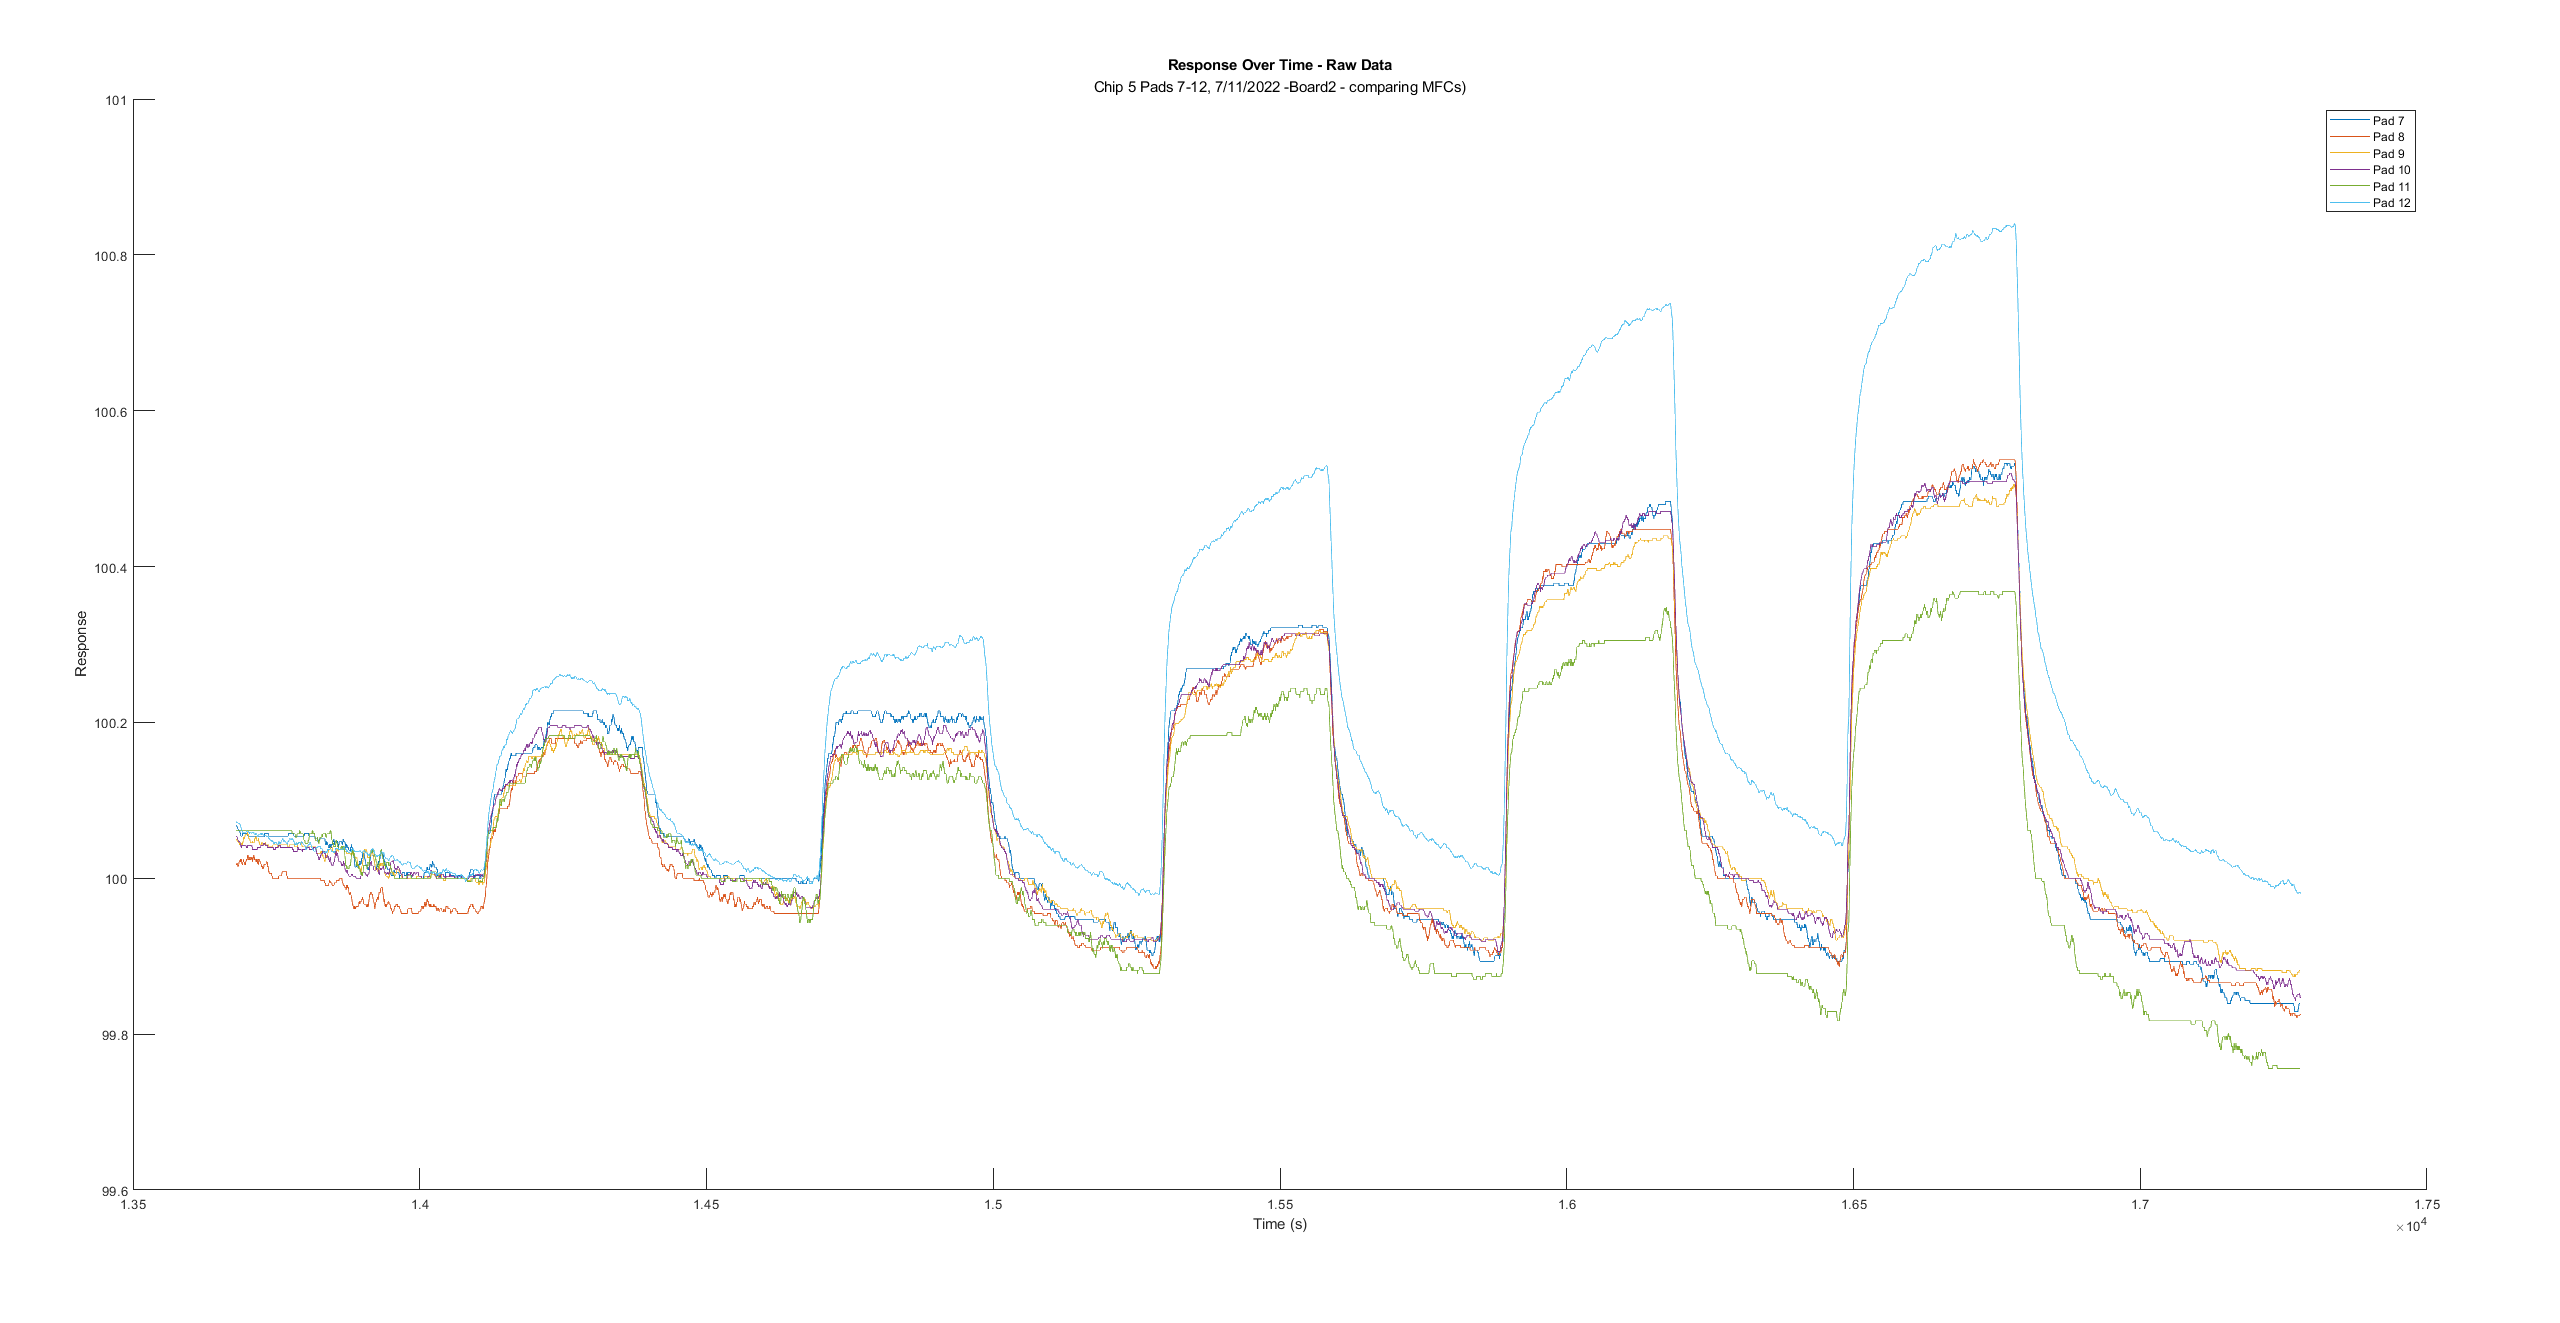 Response Over Time - Raw Data
Chip 5 Pads 7-12, 7/11/2022 -Board2 - comparing MFCs)
101
100.8
100.6
100.4
100.2
100
99.8
99.6
Response
Pad 7
Pad 8
Pad 9
Pad 10
Pad 11
Pad 12
1.35
1.4
1.45
1.5
1.55
1.6
1.65
1.7
1.75
Time (s)
×10⁴